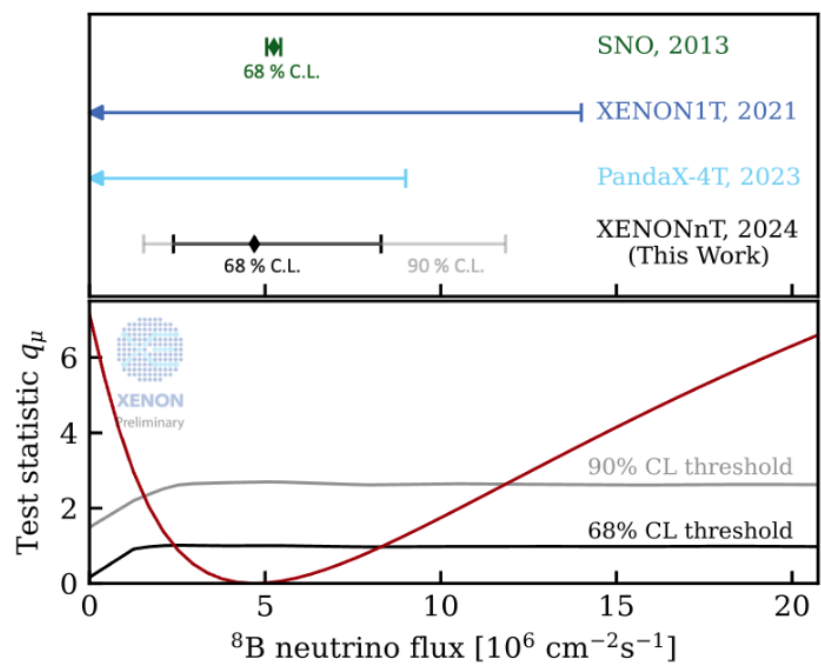 SNO, 2013
68 % C.L.
XENON1T, 2021
PandaX-4T, 2023
XENONnT, 2024
(This Work)
68 % C.L.
90 % C.L.
Test statistic qμ
6
4
2
0
XENON
Preliminary
90% CL threshold
68% CL threshold
0
5
10
15
20
⁸B neutrino flux [10⁶ cm⁻²s⁻¹]